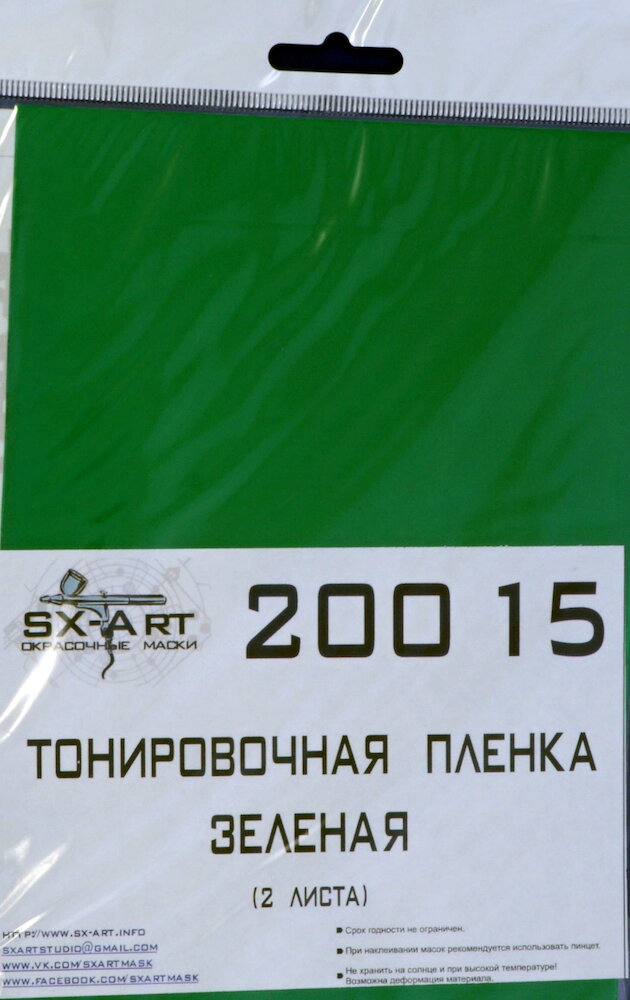 SX-ART
ОКРАСОЧНЫЕ МАСКИ
200 15
ТОНИРОВОЧНАЯ ПЛЕНКА
ЗЕЛЕНАЯ
(2 ЛИСТА)
HTTP://WWW.SX-ART.INFO
SXARTSTUDIO@GMAIL.COM
WWW.VK.COM/SXARTMASK
WWW.FACEBOOK.COM/SXARTMASK
Срок годности не ограничен.
При наклеивании масок рекомендуется использовать пинцет.
Не хранить на солнце и при высокой температуре!
Возможна деформация материала.